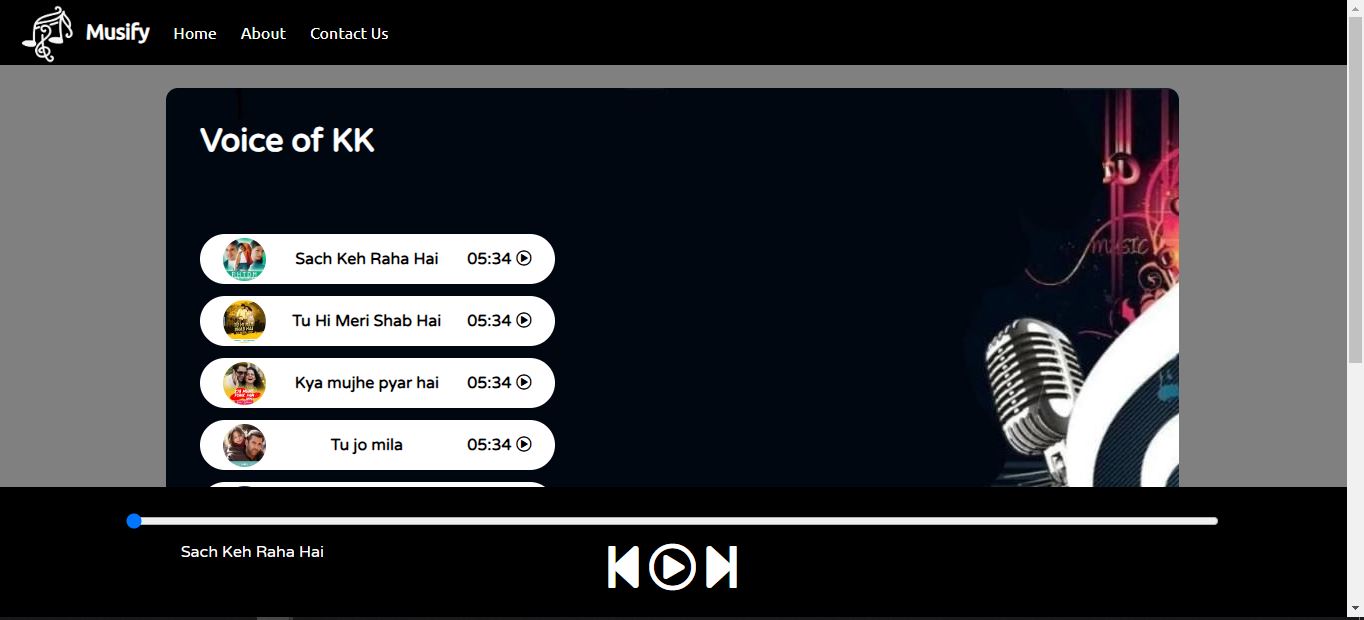 Musify Home About Contact Us
Voice of KK
MUSIC
Sach Keh Raha Hai 05:34
Tu Hi Meri Shab Hai 05:34
Kya mujhe pyar hai 05:34
Tu jo mila 05:34
Sach Keh Raha Hai